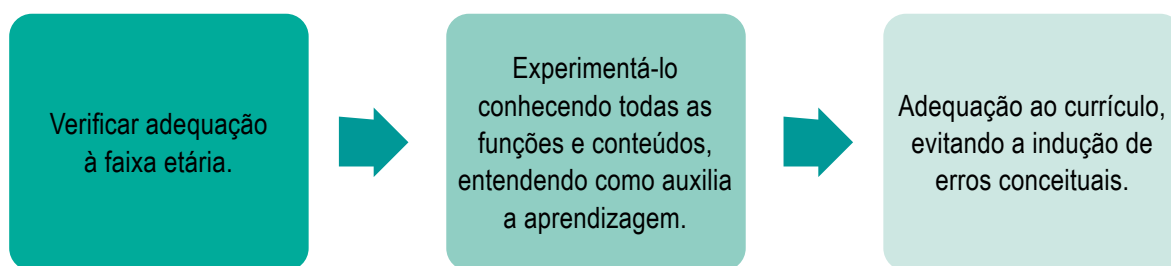 Verificar adequação
à faixa etária.
Experimentá-lo
conhecendo todas as
funções e conteúdos,
entendendo como auxilia
a aprendizagem.
Adequação ao currículo,
evitando a indução de
erros conceituais.